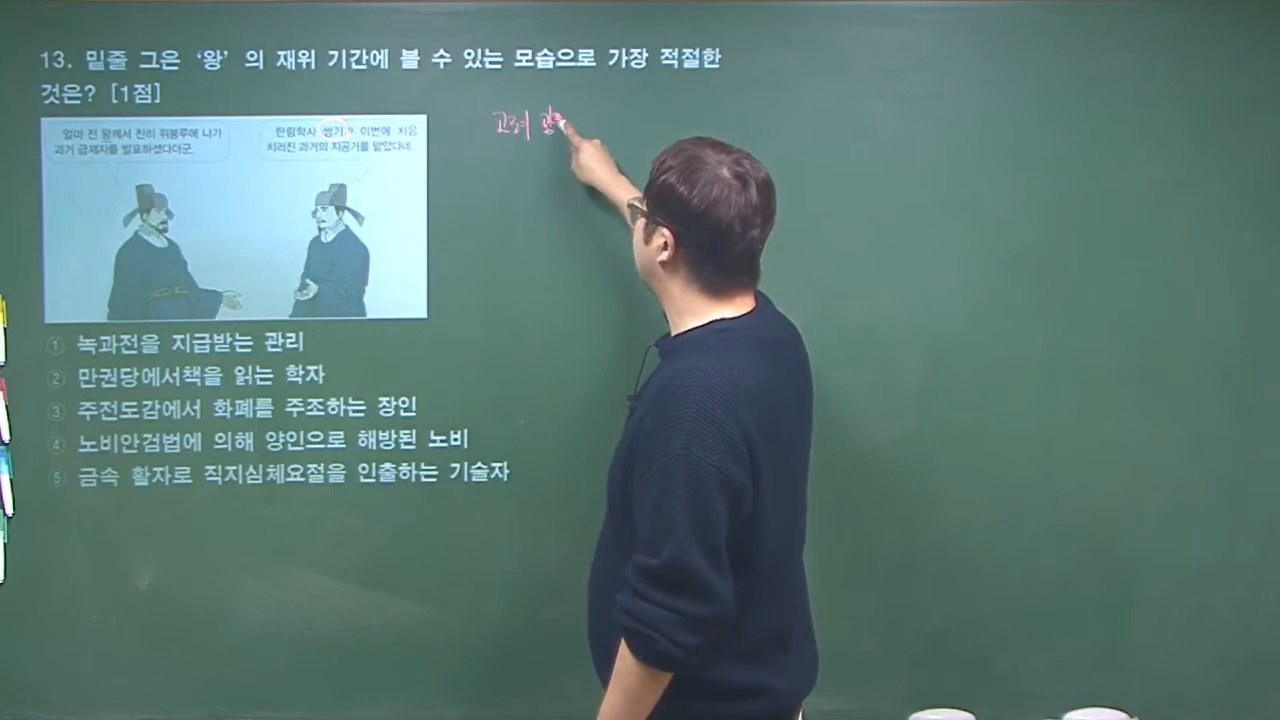 13. 밑줄 그은 ‘왕’ 의 재위 기간에 볼 수 있는 모습으로 가장 적절한
것은? [1점]
얼마 전 왕께서 친히 위봉루에 나가
과거 급제자를 발표하셨다더군.
한림학사 쌍기가 이번에 처음
치러진 과거의 지공거를 맡았다네.
고려 광
① 녹과전을 지급받는 관리
② 만권당에서책을 읽는 학자
③ 주전도감에서 화폐를 주조하는 장인
④ 노비안검법에 의해 양인으로 해방된 노비
⑤ 금속 활자로 직지심체요절을 인출하는 기술자